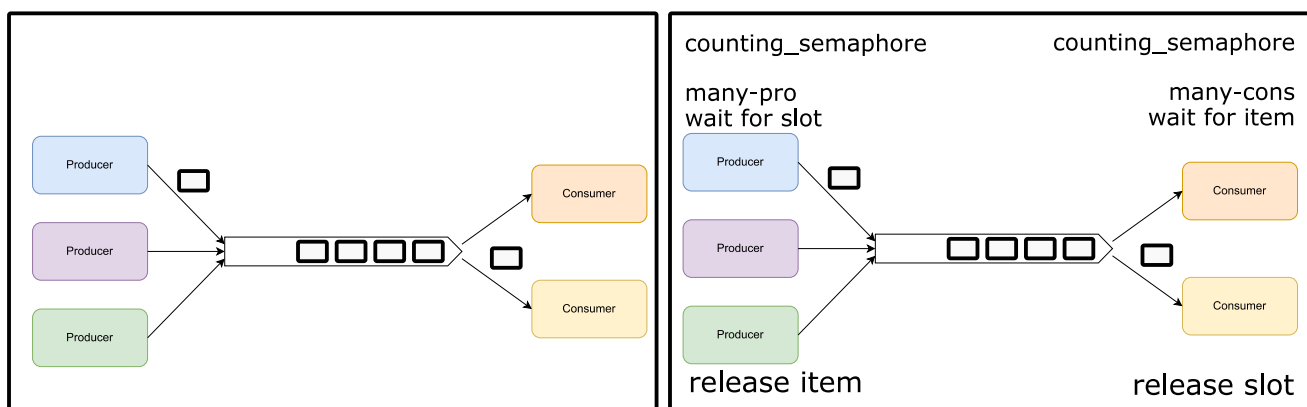 Producer
Producer
Producer
Consumer
Consumer
counting_semaphore
counting_semaphore
many-pro
wait for slot
many-cons
wait for item
Producer
Producer
Producer
Consumer
Consumer
release item
release slot